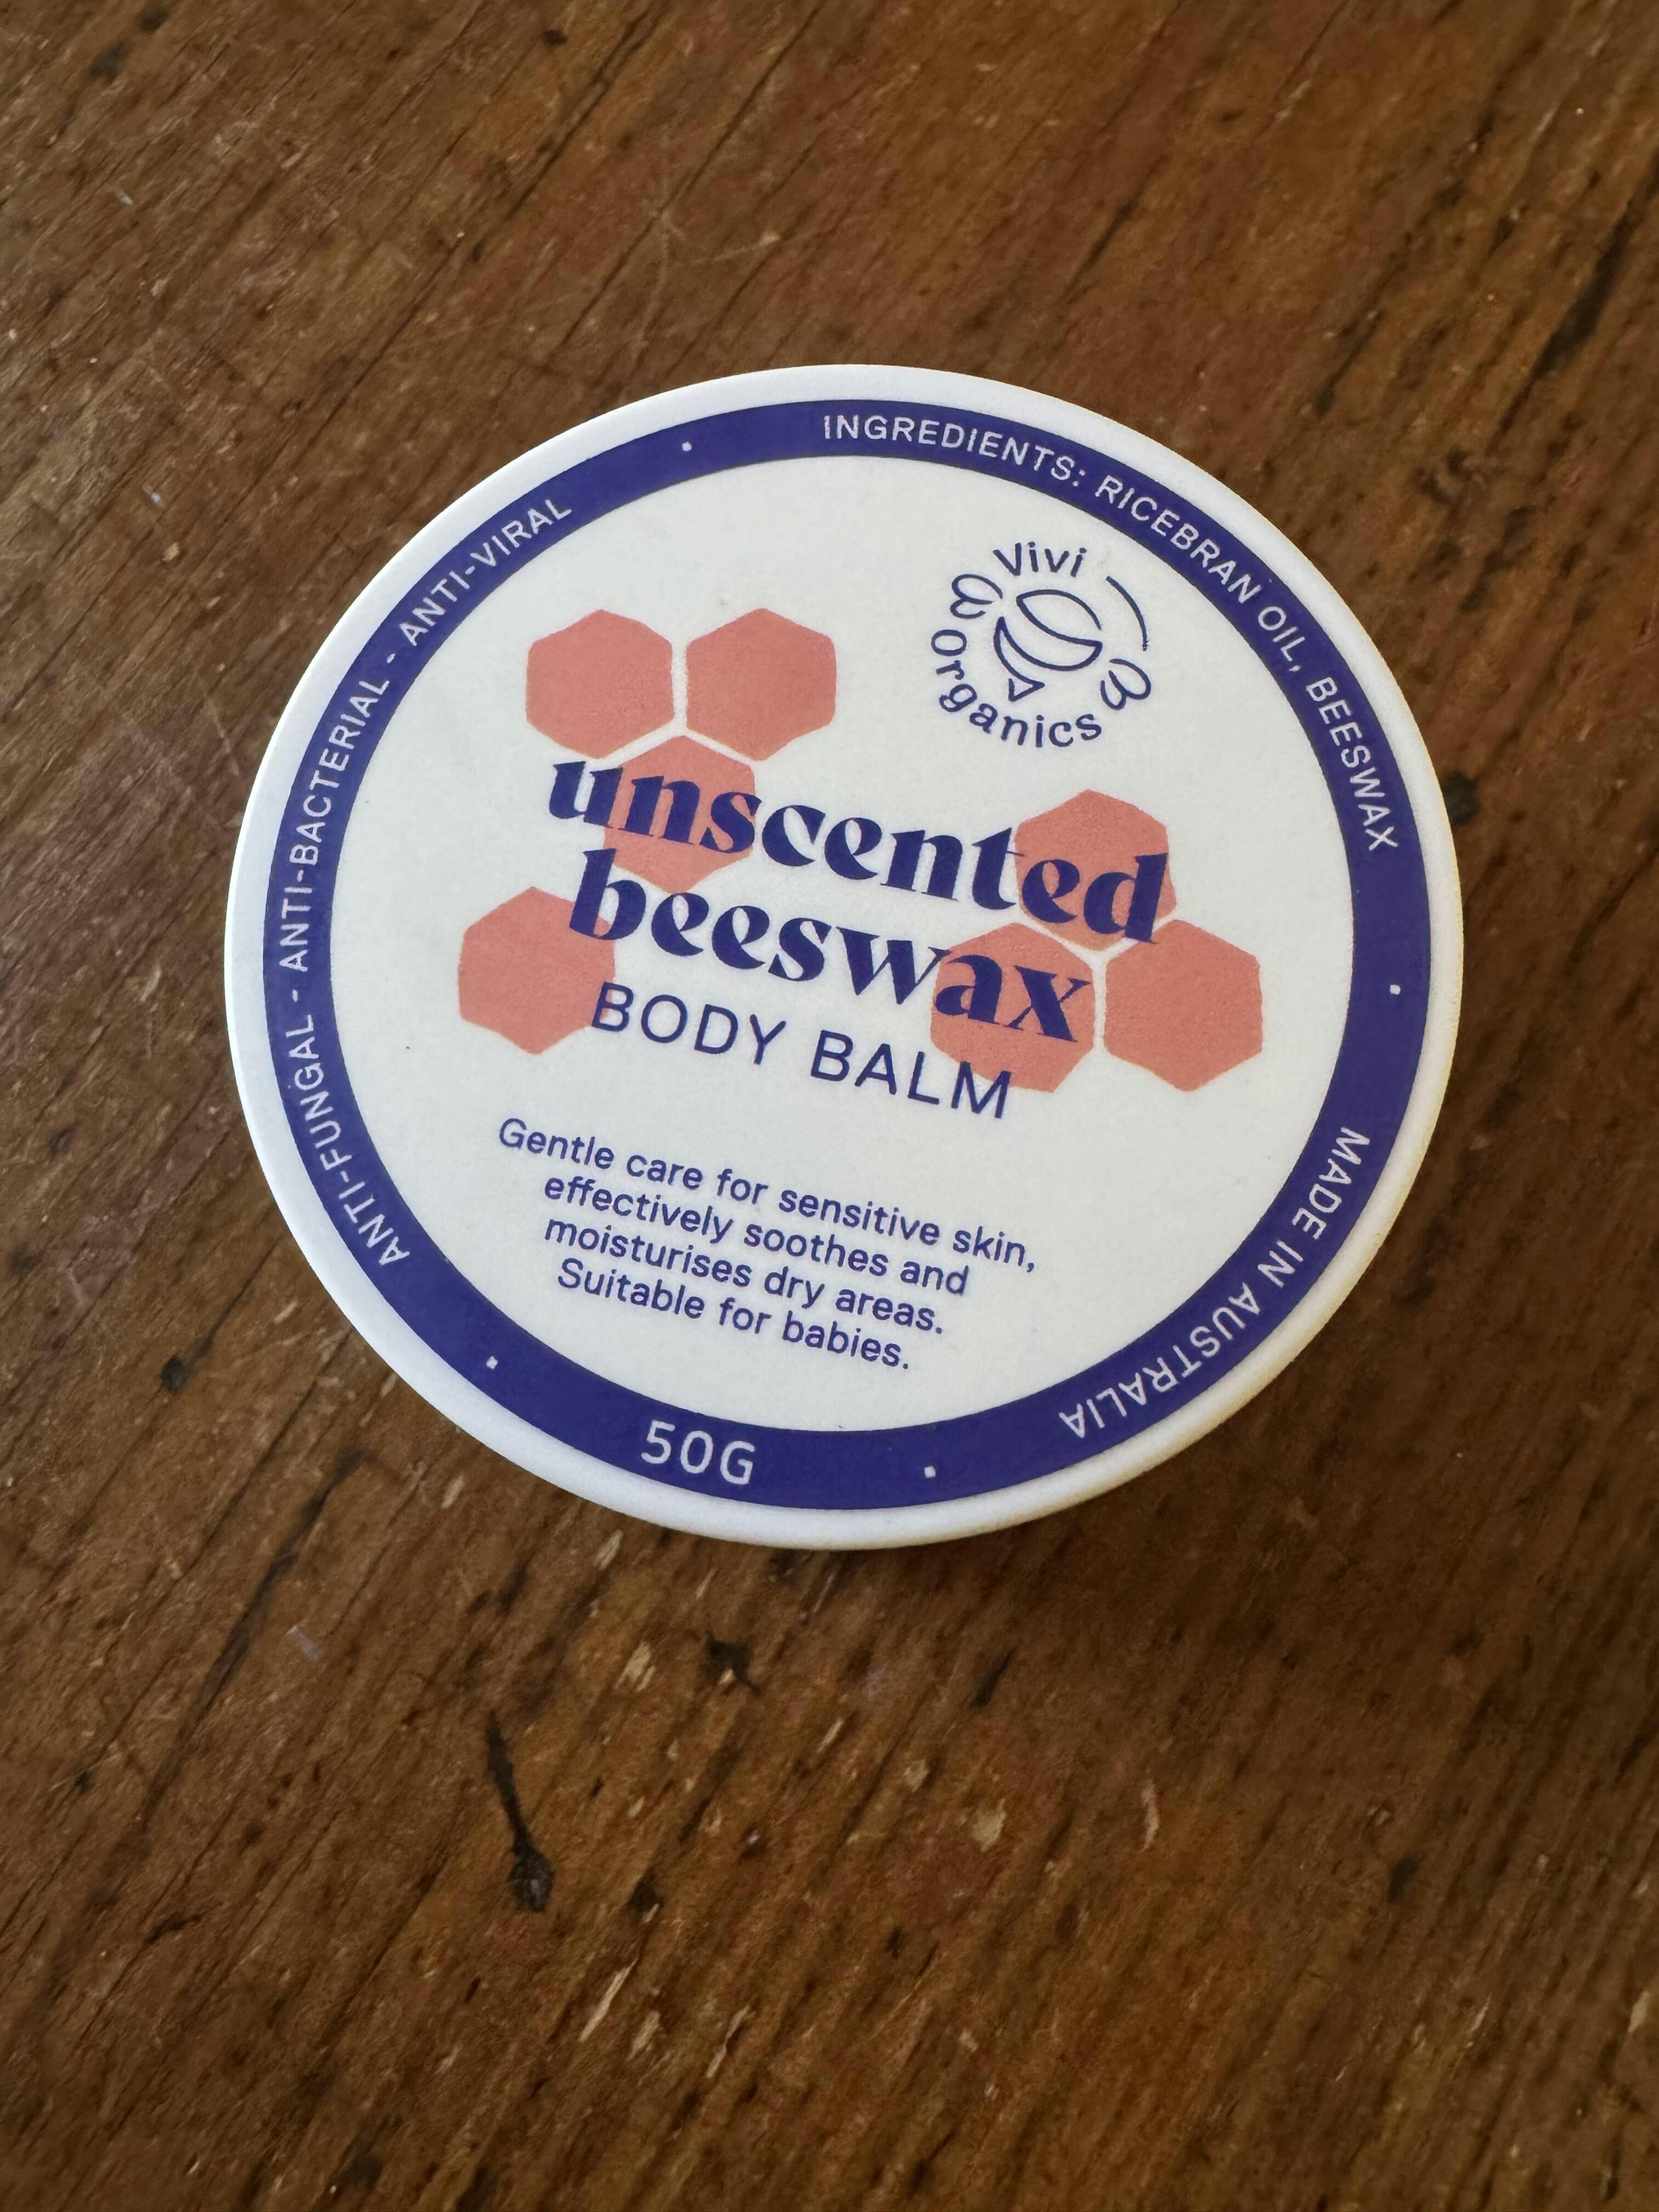 Vivi
Organics
unscented
beeswax
BODY BALM
Gentle care for sensitive skin,
effectively soothes and
moisturises dry areas.
Suitable for babies.
INGREDIENTS: RICEBRAN OIL, BEESWAX
MADE IN AUSTRALIA
50G
ANTI-FUNGAL - ANTI-BACTERIAL - ANTI-VIRAL